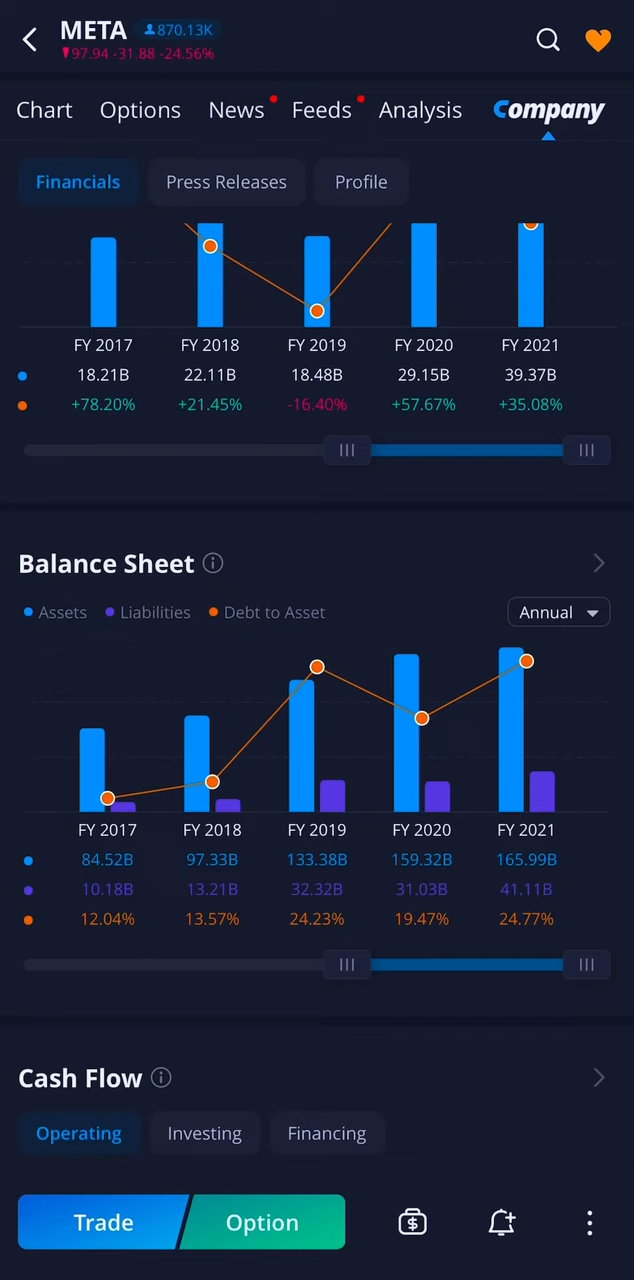 META 870.13K
97.94 -31.88 -24.56%
Chart Options News Feeds Analysis Company
Financials Press Releases Profile
FY 2017 FY 2018 FY 2019 FY 2020 FY 2021
18.21B 22.11B 18.48B 29.15B 39.37B
+78.20% +21.45% -16.40% +57.67% +35.08%
Balance Sheet
Assets Liabilities Debt to Asset Annual
FY 2017 FY 2018 FY 2019 FY 2020 FY 2021
84.52B 97.33B 133.38B 159.32B 165.99B
10.18B 13.21B 32.32B 31.03B 41.11B
12.04% 13.57% 24.23% 19.47% 24.77%
Cash Flow
Operating Investing Financing
Trade Option